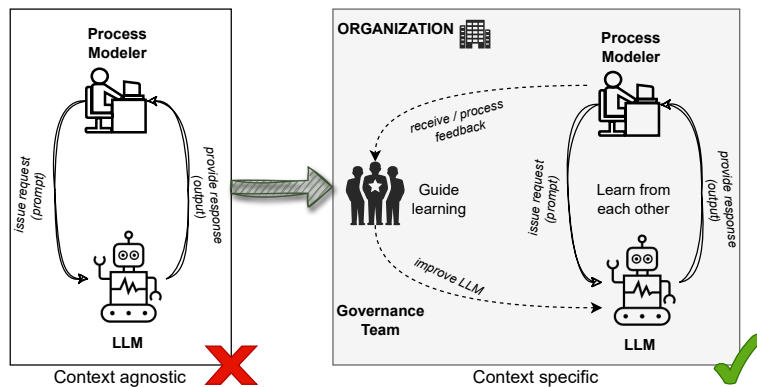 Process
Modeler
issue request
(prompt)
provide response
(output)
LLM
Context agnostic
ORGANIZATION
Process
Modeler
receive / process
feedback
Guide
learning
issue request
(prompt)
Learn from
each other
provide response
(output)
improve LLM
Governance
Team
LLM
Context specific